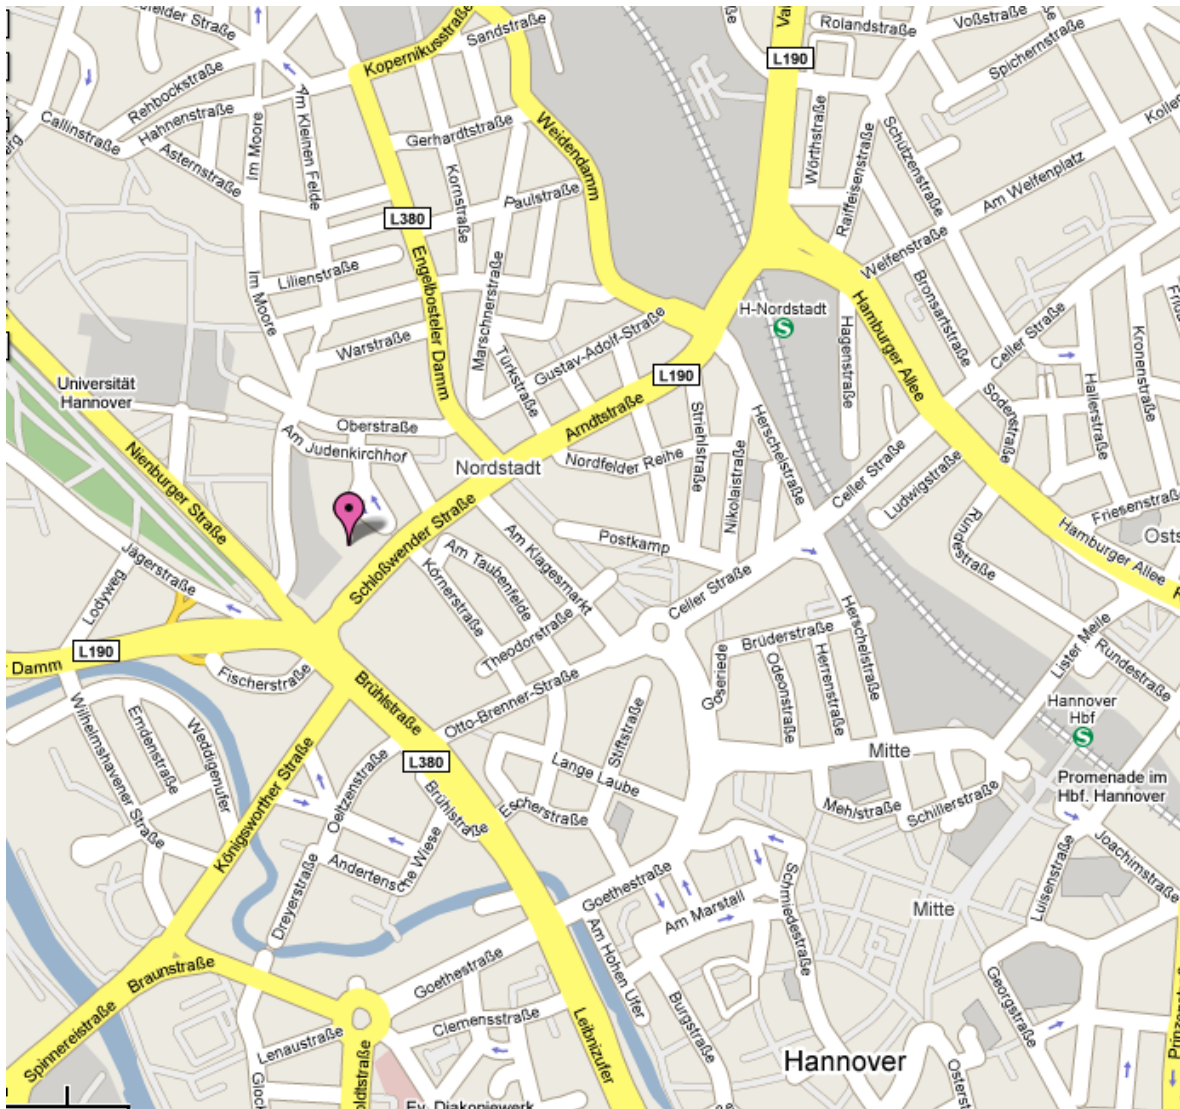 Sandstraße
Rolandstraße
Voßstraße
Kopernikusstraße
L190
Spichernstraße
Rehbockstraße
Hahnenstraße
Callinstraße
Asternstraße
Im Moore
Im Kleinen Felde
Gerhardtstraße
Weidendamm
Wörthstraße
Raiffeisenstraße
Schützenstraße
Am Welfenplatz
Kornstraße
Paulstraße
L380
Welfenstraße
Lilienstraße
Engelbosteler Damm
Im Moore
Marschnerstraße
H-Nordstadt
S
Bronsartstraße
Hamburger Allee
Hagenstraße
Celler Straße
Kronenstraße
Warstraße
Gustav-Adolf-Straße
Türkstraße
L190
Universität
Hannover
Hallerstraße
Sodenstraße
Arndtstraße
Striehlstraße
Herschelstraße
Oberstraße
Am Judenkirchhof
Nordstadt
Nordfelder Reihe
Nikolaistraße
Celler Straße
Ludwigstraße
Nienburger Straße
Friesenstraße
Schloßwender Straße
Am Klagesmarkt
Postkamp
Rundestraße
Hamburger Allee
Jägerstraße
Am Taubenfelde
Körnerstraße
Celler Straße
Lodyweg
Theodorstraße
Herschelstraße
Brüderstraße
Lister Meile
Rundestraße
L190
Damm
Fischerstraße
Goseriede
Odeonstraße
Herrenstraße
Brühlstraße
Otto-Brenner-Straße
Hannover
Hbf
S
Wilhelmshavener Straße
Emdenstraße
Weddigenufer
Stiftstraße
Mitte
Königsworther Straße
Oeltzenstraße
L380
Lange Laube
Promenade im
Hbf. Hannover
Brühlstraße
Escherstraße
Mehlstraße
Schillerstraße
Joachimstraße
Andertensche Wiese
Goethestraße
Schmiedestraße
Luisenstraße
Dreyerstraße
Am Marstall
Mitte
Am Hohen Ufer
Braunstraße
Goethestraße
Georgstraße
Spinnereistraße
Clemensstraße
Leibnizufer
Burgstraße
Lenaustraße
Hannover
Ev. Diakoniewerk